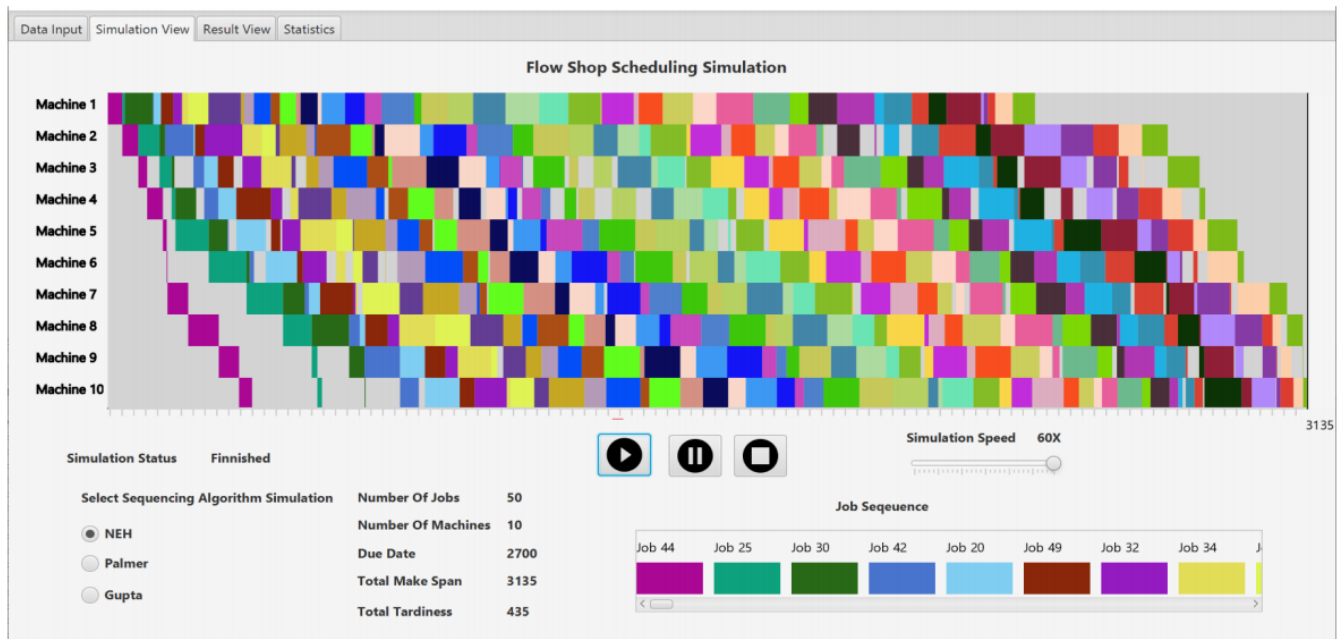 Data Input Simulation View Result View Statistics
Flow Shop Scheduling Simulation
Machine 1
Machine 2
Machine 3
Machine 4
Machine 5
Machine 6
Machine 7
Machine 8
Machine 9
Machine 10
3135
Simulation Speed 60X
Simulation Status Finnished
Select Sequencing Algorithm Simulation
NEH
Palmer
Gupta
Number Of Jobs 50
Number Of Machines 10
Due Date 2700
Total Make Span 3135
Total Tardiness 435
Job Seqeuence
Job 44 Job 25 Job 30 Job 42 Job 20 Job 49 Job 32 Job 34